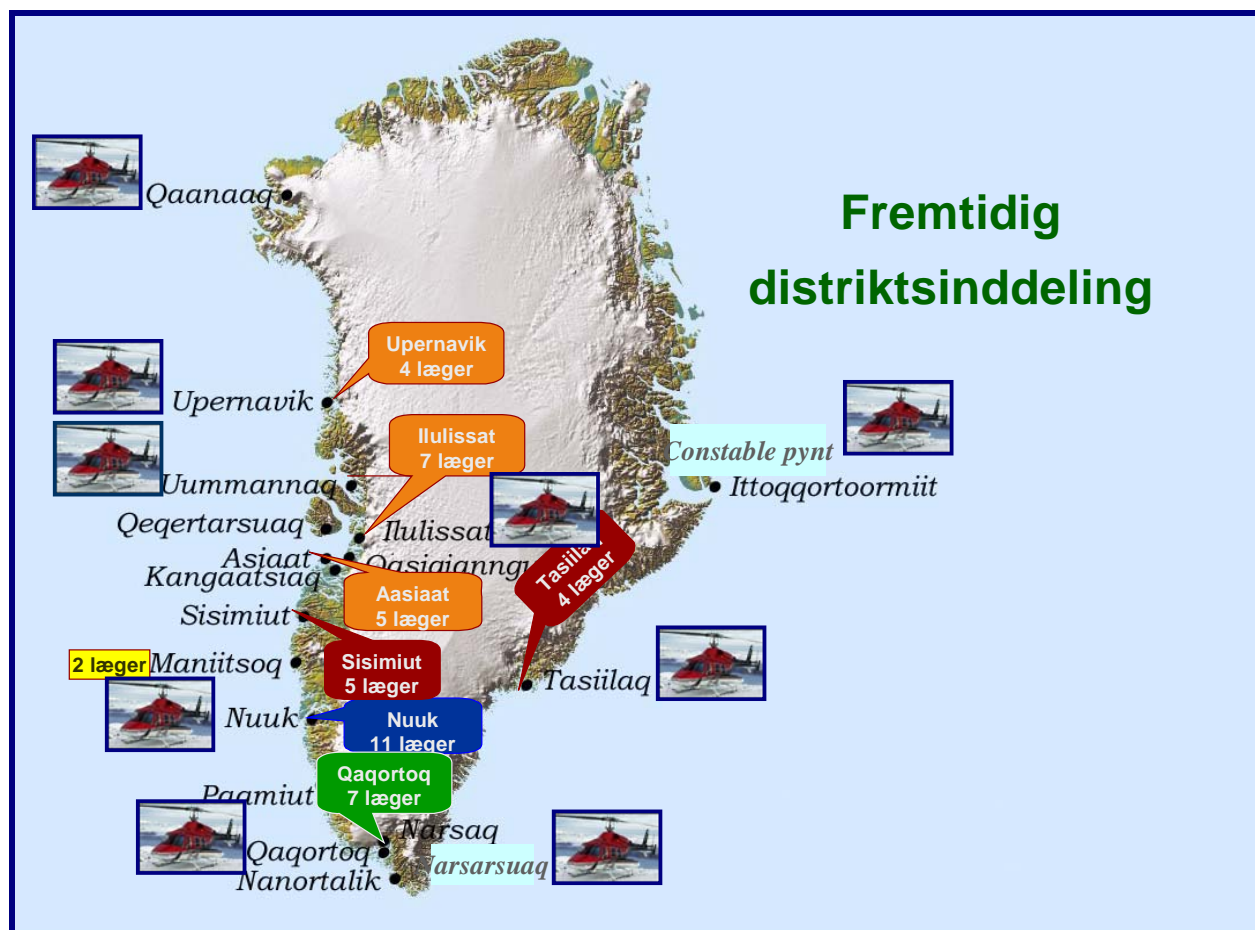 Fremtidig
distriktsinddeling
Qaanaaq
Upernavik
4 læger
Upernavik
Ilulissat
7 læger
Constable pynt
Uummannaq
Ittoqqortoormiit
Qeqertarsuaq
Ilulissat
Tasiilaq
4 læger
Asiaat
Kangaatsiaq
Aasiaat
5 læger
Sisimiut
Sisimiut
5 læger
2 læger
Maniitsoq
Tasiilaq
Nuuk
Nuuk
11 læger
Qaqortoq
7 læger
Paamiut
Narsaq
Qaqortoq
Narsarsuaq
Nanortalik